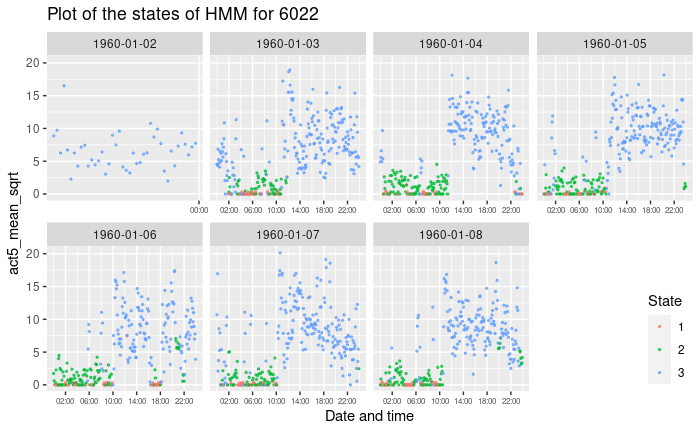 Plot of the states of HMM for 6022
1960-01-02 1960-01-03 1960-01-04 1960-01-05
20
15
10
5
0
00:00 02:00 06:00 10:00 14:00 18:00 22:00 02:00 06:00 10:00 14:00 18:00 22:00 02:00 06:00 10:00 14:00 18:00 22:00
act5_mean_sqrt
1960-01-06 1960-01-07 1960-01-08
20
15
10
5
0
02:00 06:00 10:00 14:00 18:00 22:00 02:00 06:00 10:00 14:00 18:00 22:00 02:00 06:00 10:00 14:00 18:00 22:00
Date and time
State
1
2
3